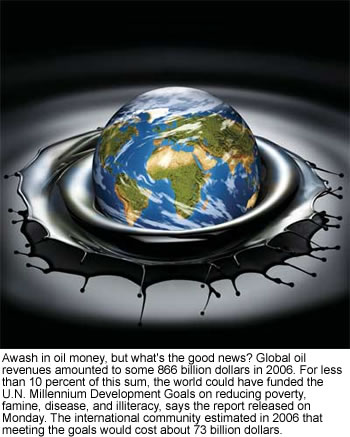 Awash in oil money, but what's the good news? Global oil
revenues amounted to some 866 billion dollars in 2006. For less
than 10 percent of this sum, the world could have funded the
U.N. Millennium Development Goals on reducing poverty,
famine, disease, and illiteracy, says the report released on
Monday. The international community estimated in 2006 that
meeting the goals would cost about 73 billion dollars.